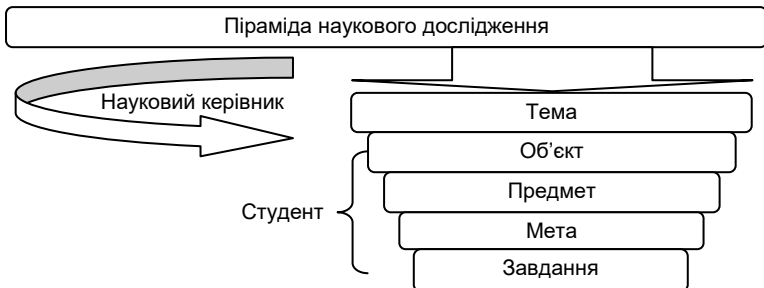 Піраміда наукового дослідження
Науковий керівник
Тема
Об’єкт
Предмет
Студент
Мета
Завдання